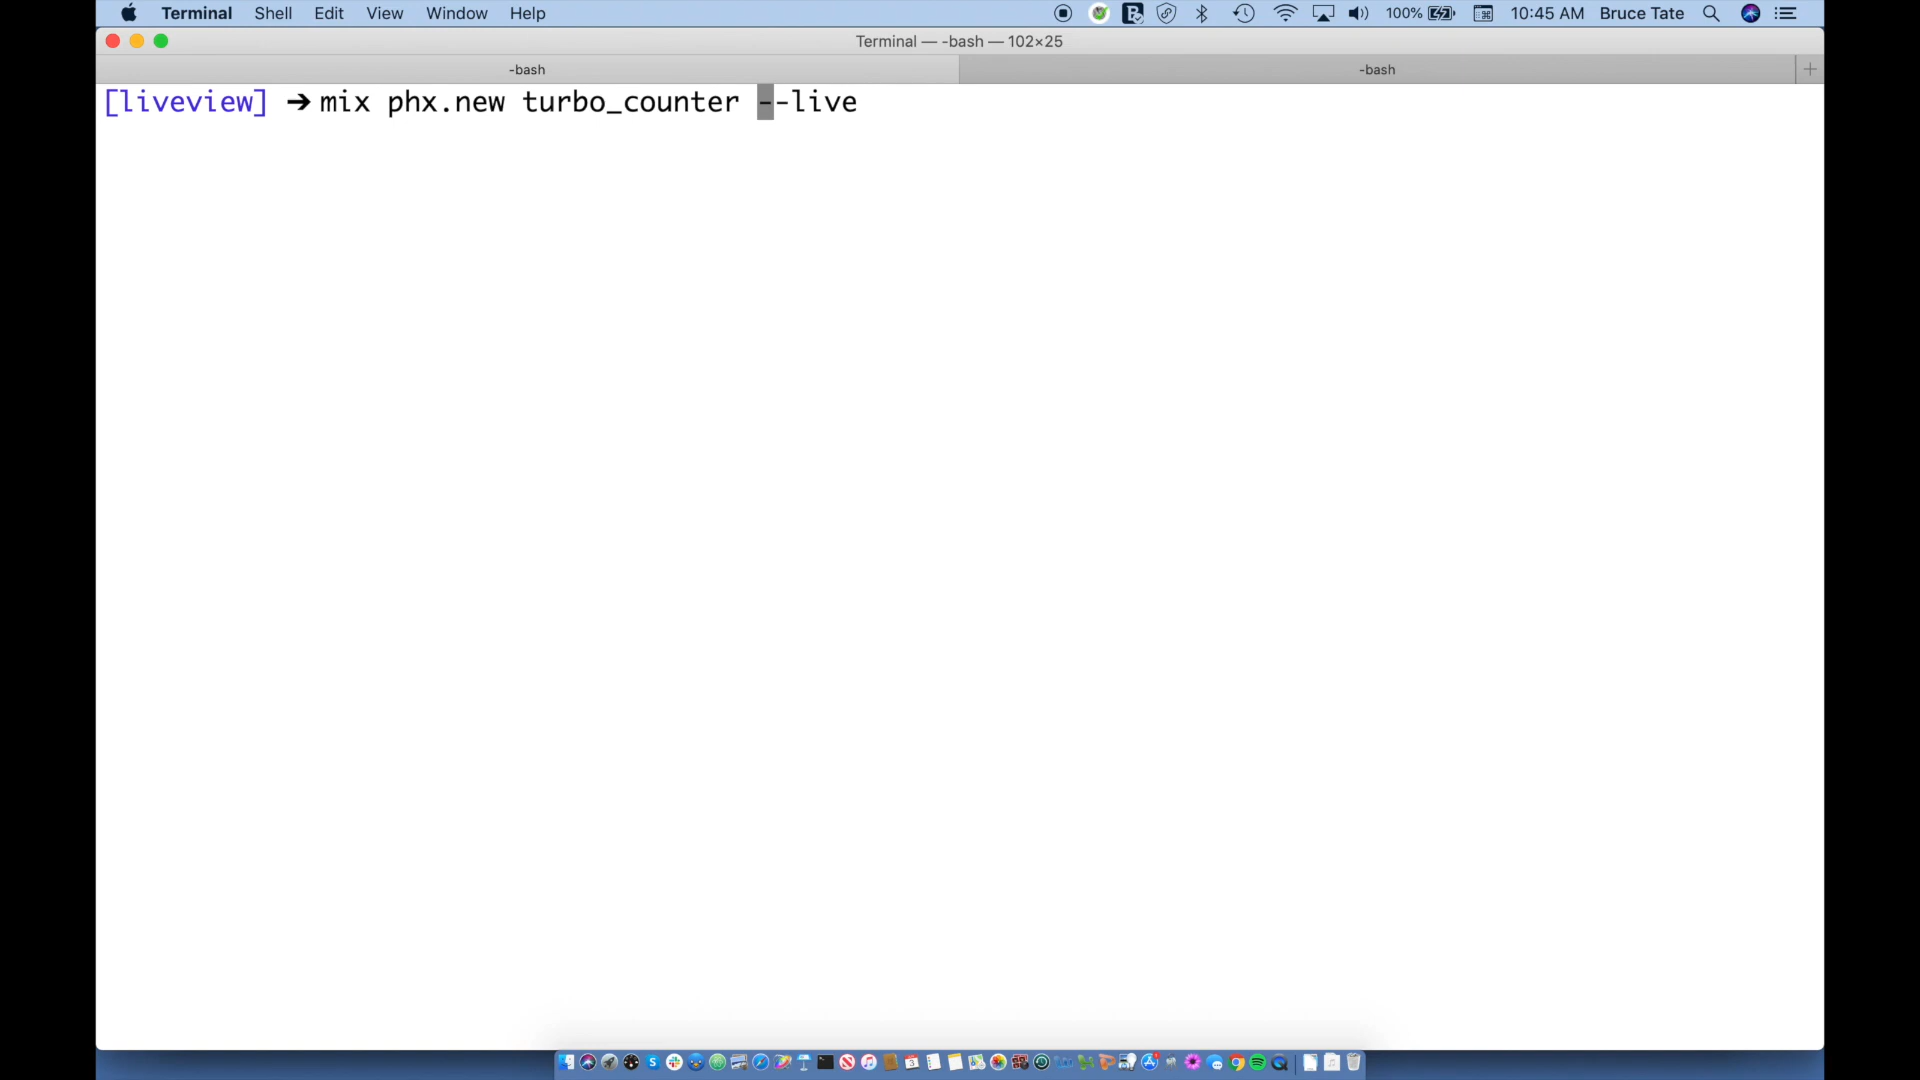 Terminal Shell Edit View Window Help 100% 10:45 AM Bruce Tate
Terminal — -bash — 102×25
-bash -bash
[liveview] ➔ mix phx.new turbo_counter --live